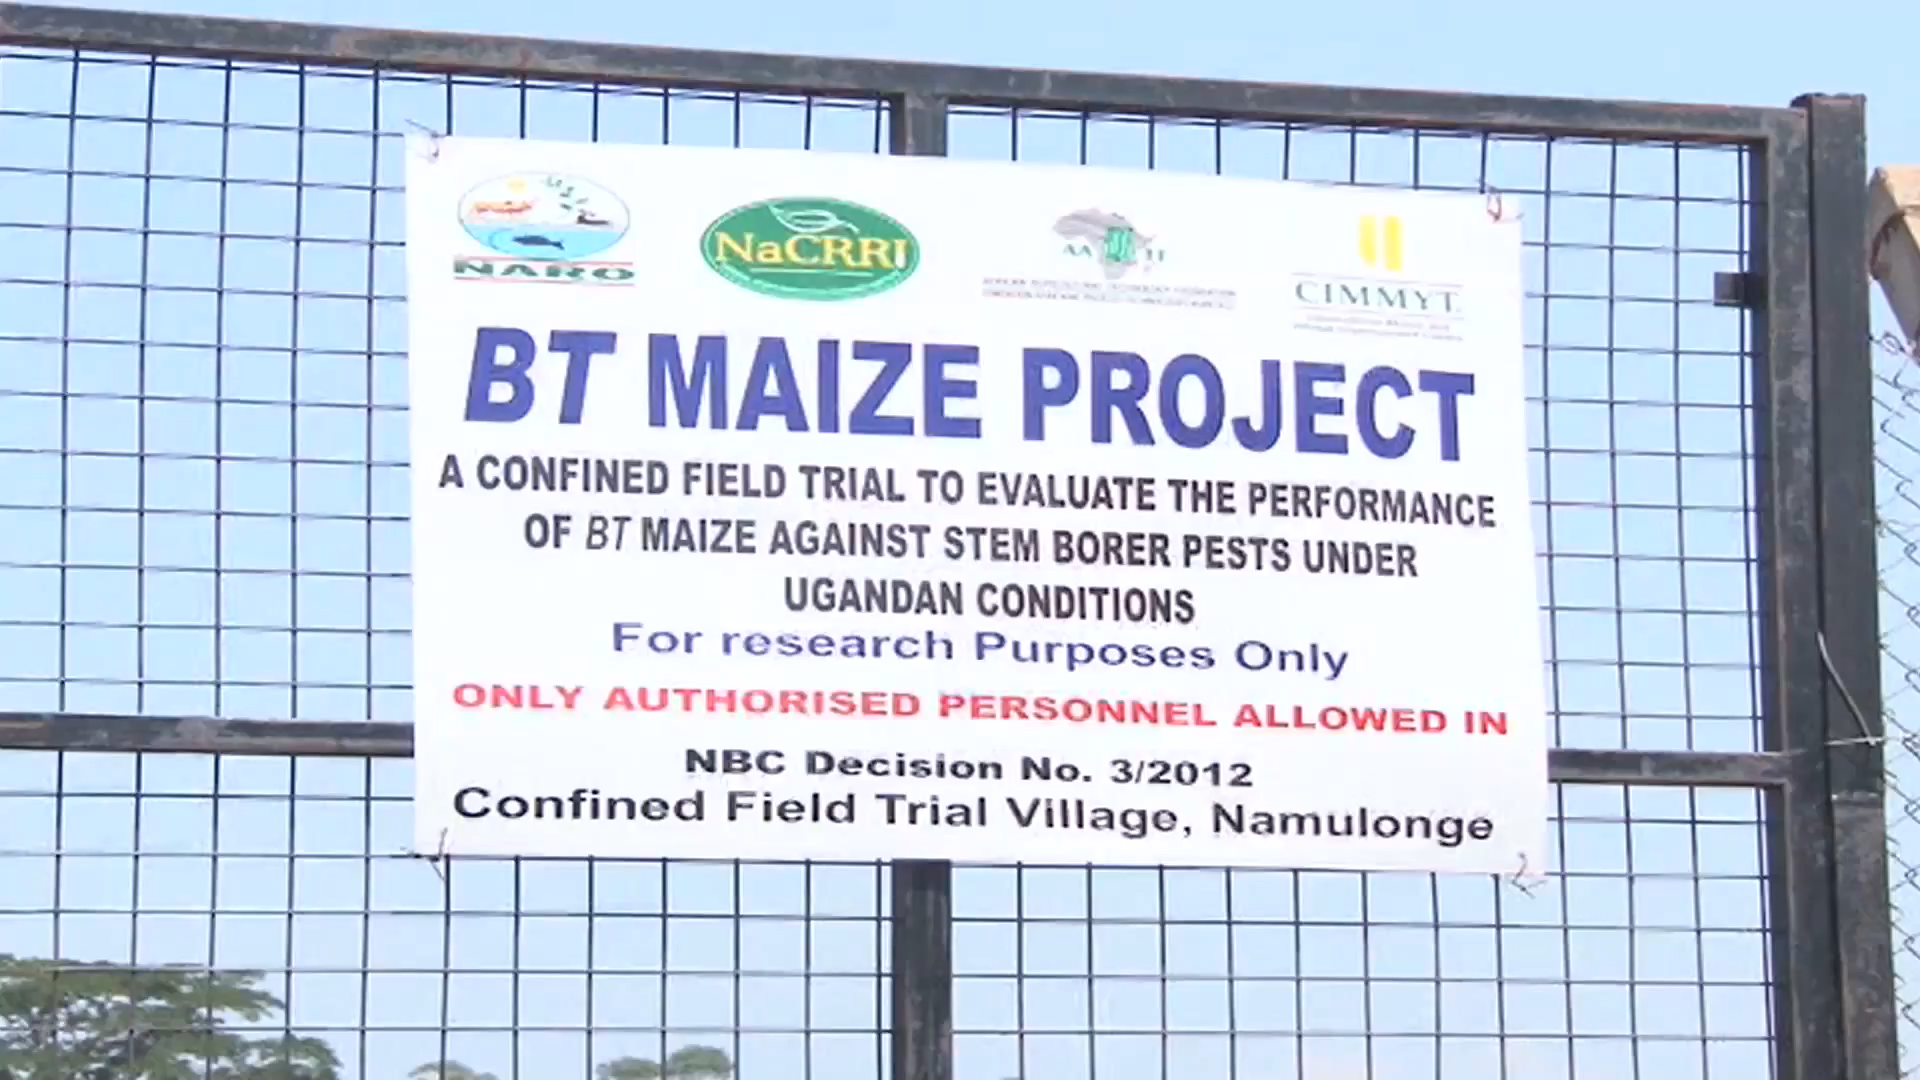 NARO
NaCRRI
AATF
CIMMYT
BT MAIZE PROJECT
A CONFINED FIELD TRIAL TO EVALUATE THE PERFORMANCE
OF BT MAIZE AGAINST STEM BORER PESTS UNDER
UGANDAN CONDITIONS
For research Purposes Only
ONLY AUTHORISED PERSONNEL ALLOWED IN
NBC Decision No. 3/2012
Confined Field Trial Village, Namulonge